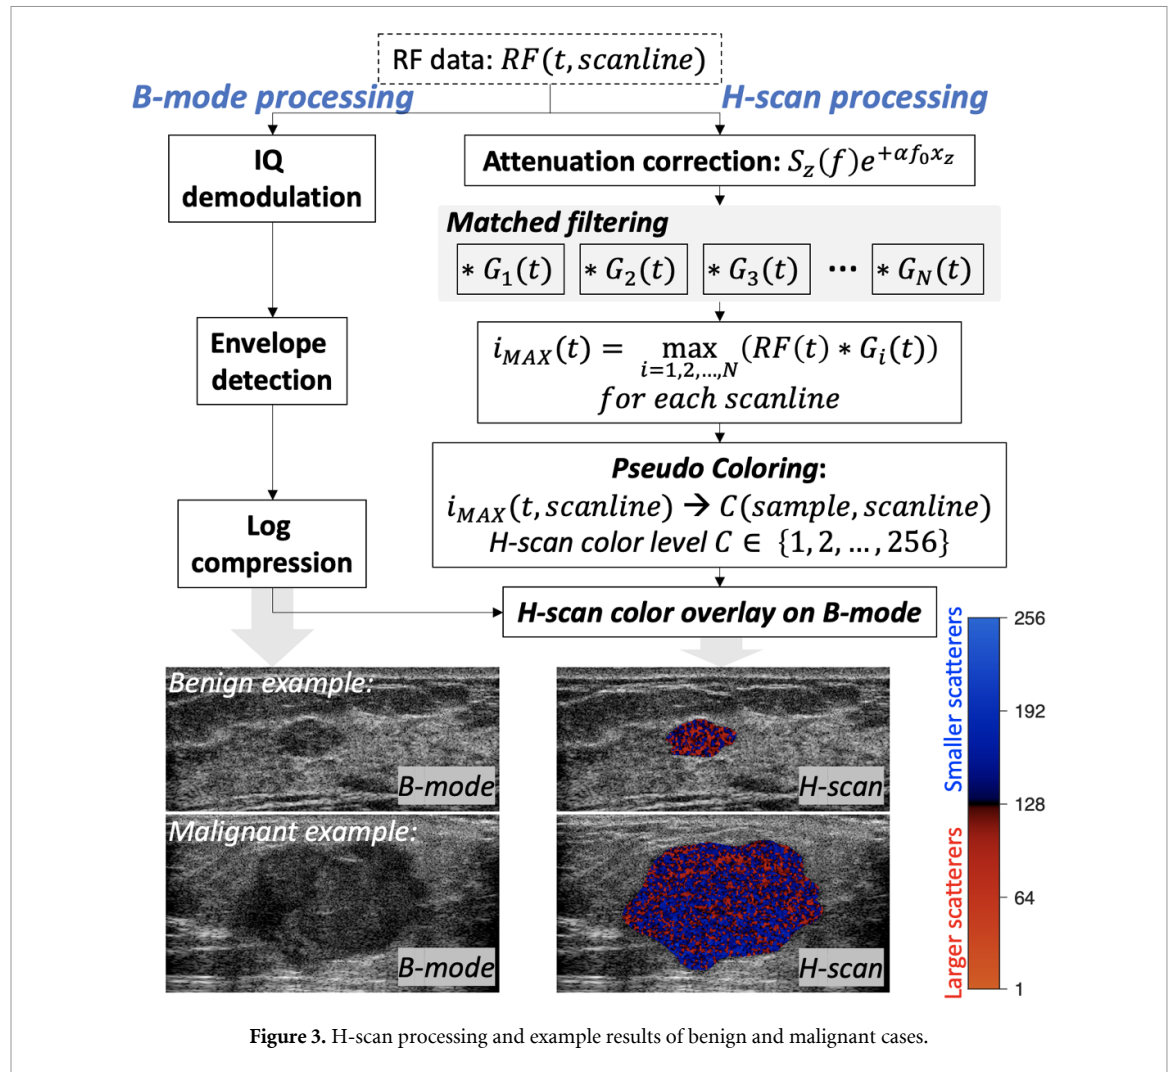 RF data: RF(t, scanline)
B-mode processing
H-scan processing
IQ
demodulation
Attenuation correction: S_z(f)e^{+αf_0x_z}
Matched filtering
* G_1(t)
* G_2(t)
* G_3(t)
...
* G_N(t)
Envelope
detection
i_{MAX}(t) = max_{i=1,2,...,N} (RF(t) * G_i(t))
for each scanline
Pseudo Coloring:
i_{MAX}(t, scanline) → C(sample, scanline)
H-scan color level C ∈ {1, 2, ... , 256}
Log
compression
H-scan color overlay on B-mode
Benign example:
B-mode
H-scan
Malignant example:
B-mode
H-scan
Smaller scatterers
Larger scatterers
256
192
128
64
1
Figure 3. H-scan processing and example results of benign and malignant cases.